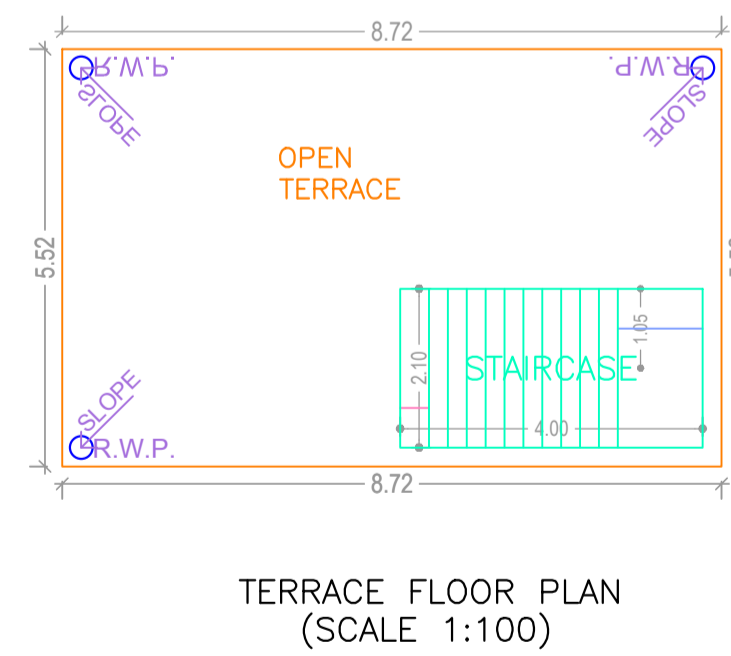 8.72
R.W.P.
R.W.P.
SLOPE
SLOPE
OPEN
TERRACE
5.52
1.05
2.10
STAIRCASE
SLOPE
4.00
R.W.P.
8.72
TERRACE FLOOR PLAN
(SCALE 1:100)